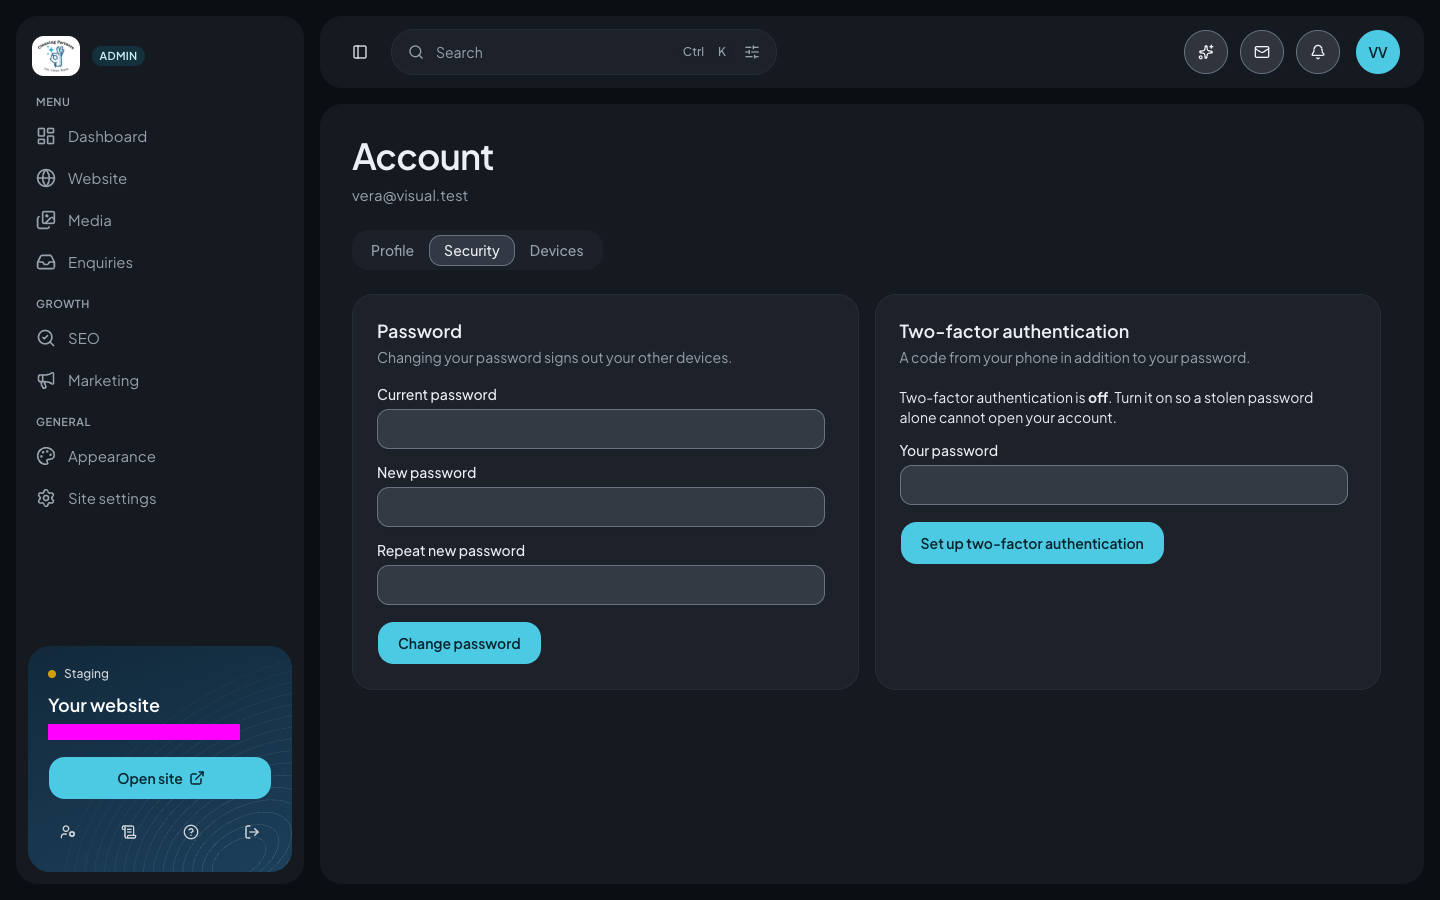 Cleaning Partners
ADMIN
MENU
Dashboard
Website
Media
Enquiries
GROWTH
SEO
Marketing
GENERAL
Appearance
Site settings
Staging
Your website
Open site
Search
Ctrl K
VV
Account
vera@visual.test
Profile
Security
Devices
Password
Changing your password signs out your other devices.
Current password
New password
Repeat new password
Change password
Two-factor authentication
A code from your phone in addition to your password.
Two-factor authentication is off. Turn it on so a stolen password
alone cannot open your account.
Your password
Set up two-factor authentication